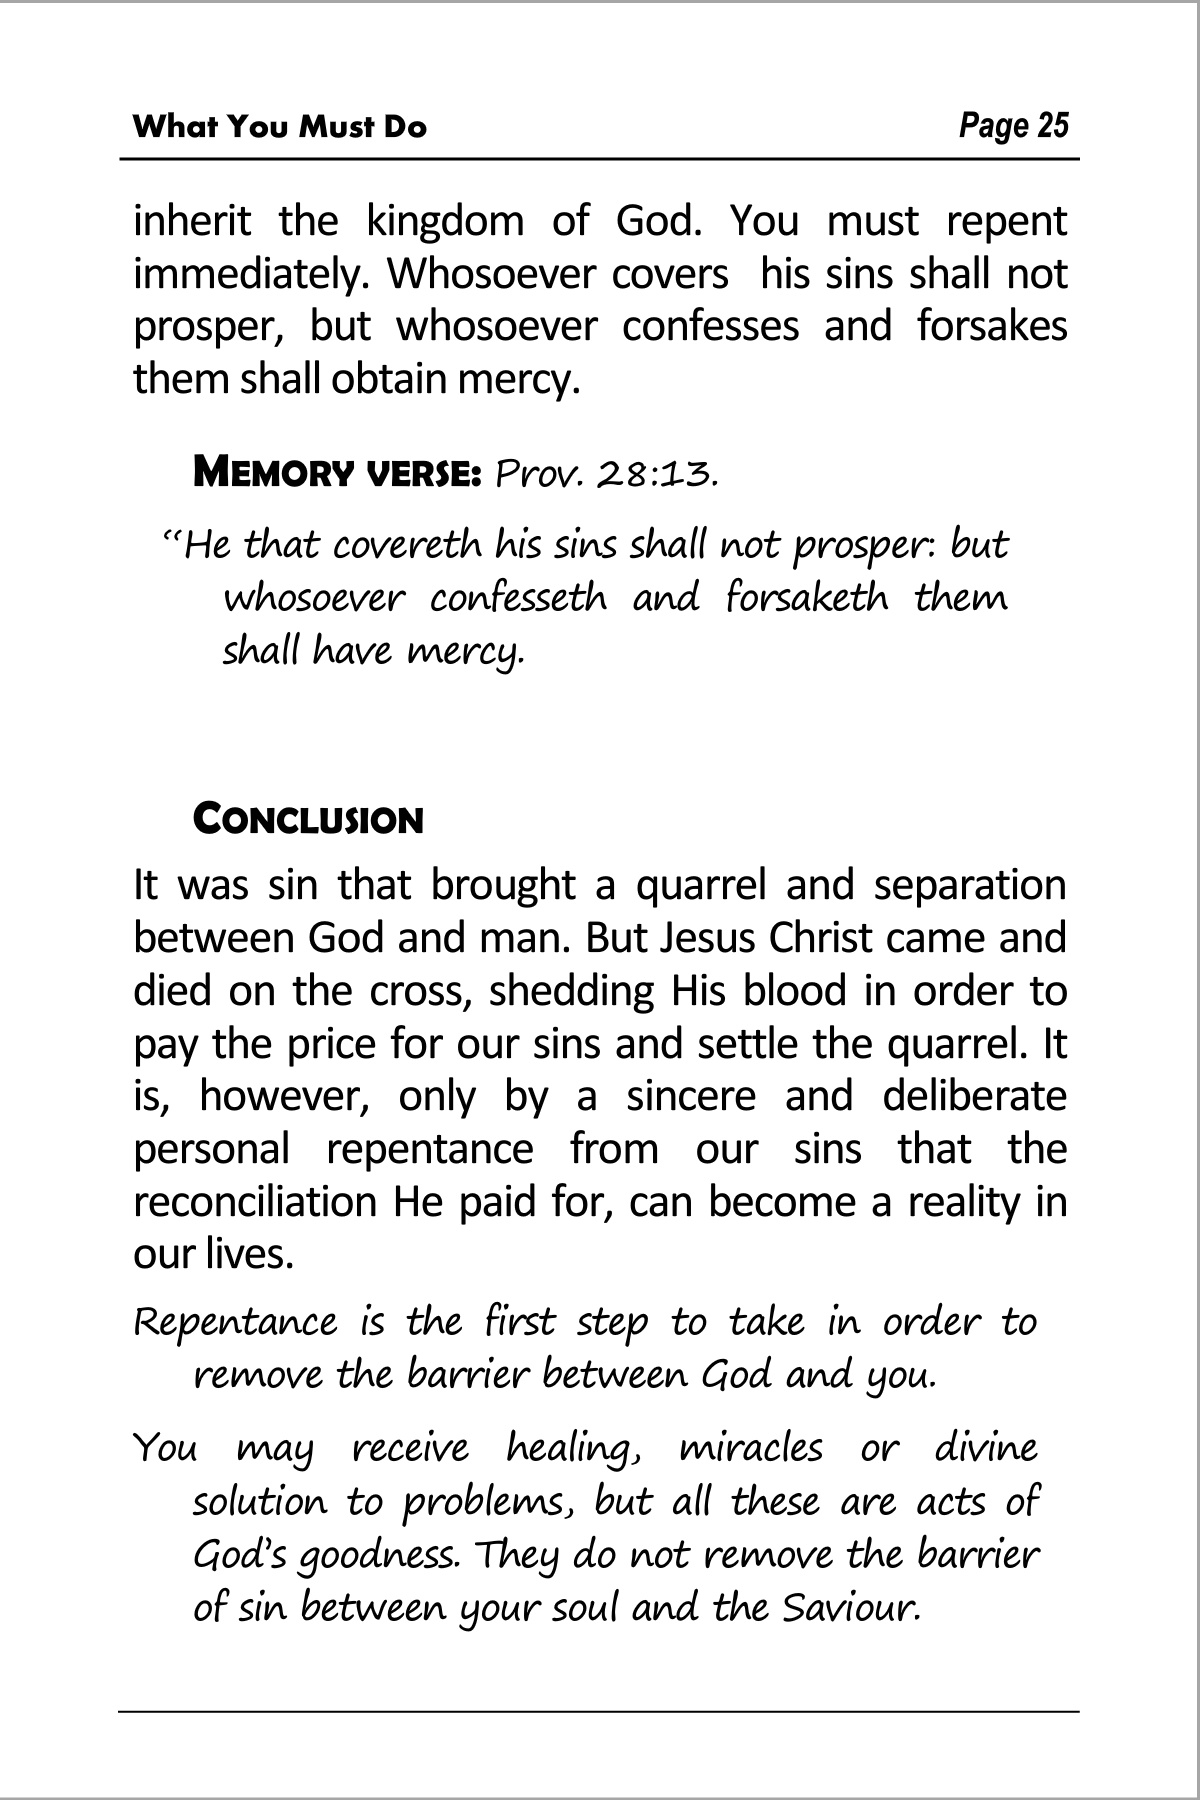 What You Must Do Page 25
inherit the kingdom of God. You must repent
immediately. Whosoever covers  his sins shall not
prosper, but whosoever confesses and forsakes
them shall obtain mercy.
MEMORY VERSE: Prov. 28:13.
“He that covereth his sins shall not prosper: but
whosoever confesseth and forsaketh them
shall have mercy.
CONCLUSION
It was sin that brought a quarrel and separation
between God and man. But Jesus Christ came and
died on the cross, shedding His blood in order to
pay the price for our sins and settle the quarrel. It
is, however, only by a sincere and deliberate
personal repentance from our sins that the
reconciliation He paid for, can become a reality in
our lives.
Repentance is the first step to take in order to
remove the barrier between God and you.
You may receive healing, miracles or divine
solution to problems, but all these are acts of
God’s goodness. They do not remove the barrier
of sin between your soul and the Saviour.